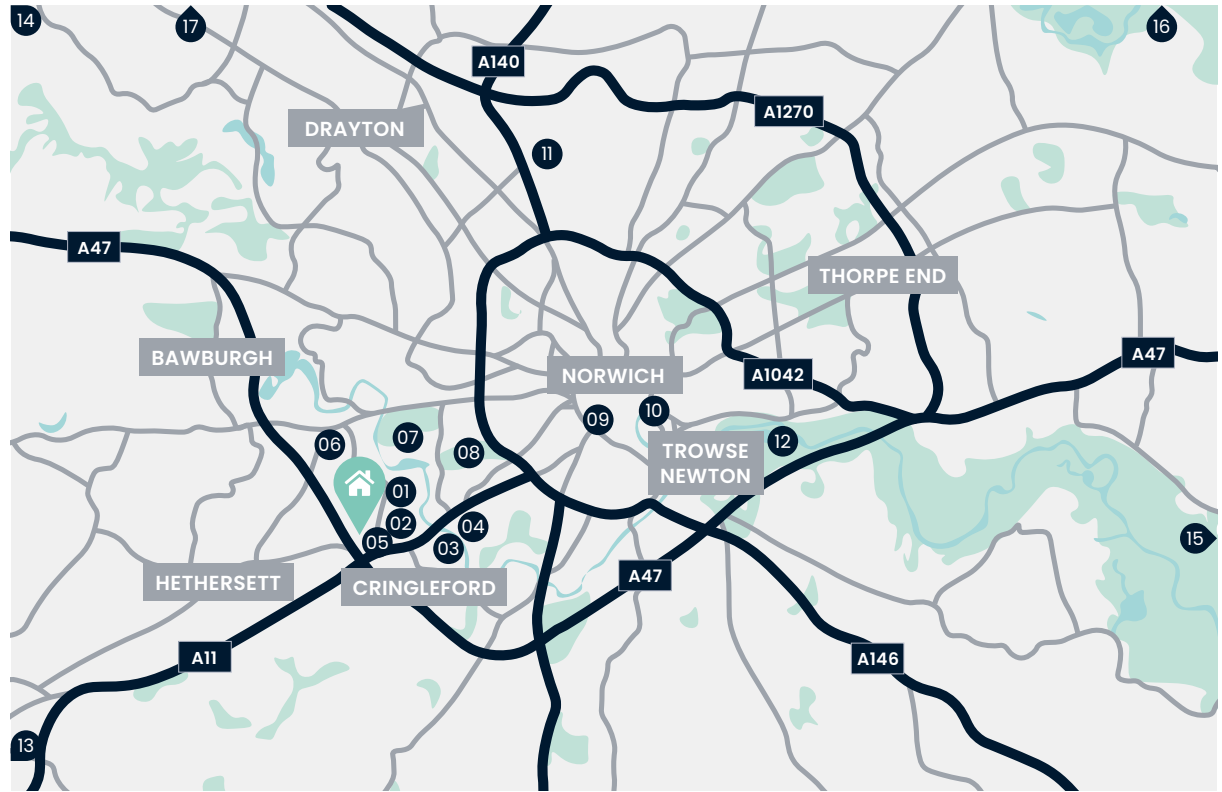 14
17
16
A140
A1270
DRAYTON
11
A47
THORPE END
BAWBURGH
A47
NORWICH
A1042
10
09
06
07
12
08
TROWSE
NEWTON
01
02
04
05
03
15
HETHERSETT
CRINGLEFORD
A47
A11
A146
13